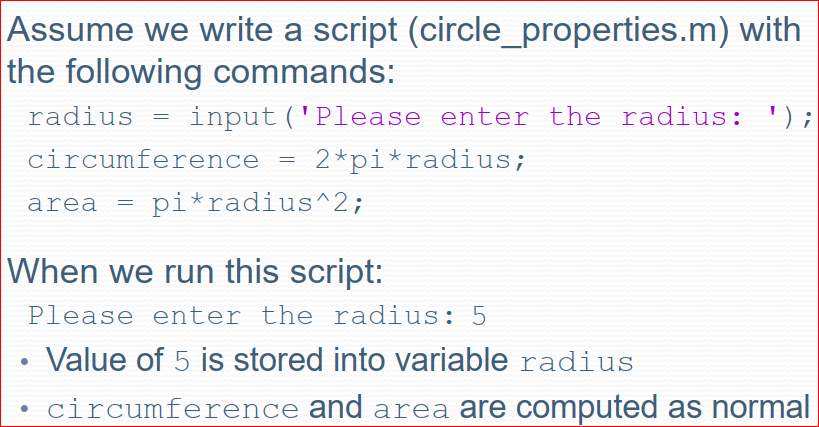 Assume we write a script (circle_properties.m) with
the following commands:
radius = input('Please enter the radius: ');
circumference = 2*pi*radius;
area = pi*radius^2;
When we run this script:
Please enter the radius: 5
• Value of 5 is stored into variable radius
• circumference and area are computed as normal